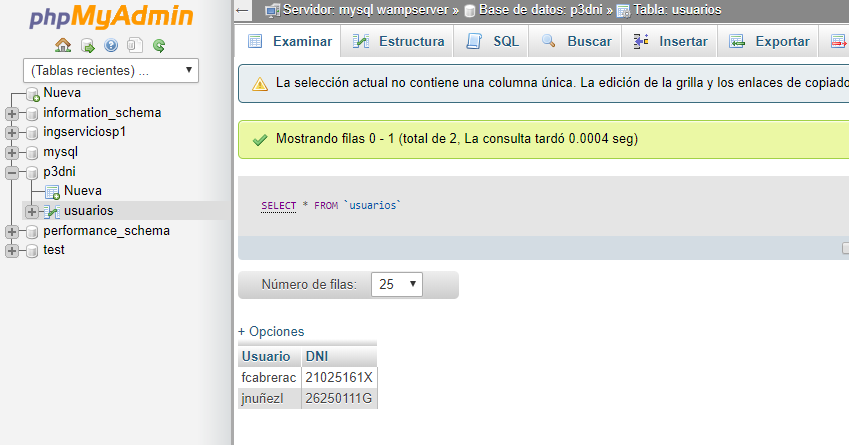 phpMyAdmin
(Tablas recientes) ...
Nueva
information_schema
ingserviciosp1
mysql
p3dni
Nueva
usuarios
performance_schema
test
Servidor: mysql wampserver » Base de datos: p3dni » Tabla: usuarios
Examinar Estructura SQL Buscar Insertar Exportar
La selección actual no contiene una columna única. La edición de la grilla y los enlaces de copiado
Mostrando filas 0 - 1 (total de 2, La consulta tardó 0.0004 seg)
SELECT * FROM `usuarios`
Número de filas: 25
+ Opciones
Usuario DNI
fcabrerac 21025161X
jnuñezl 26250111G